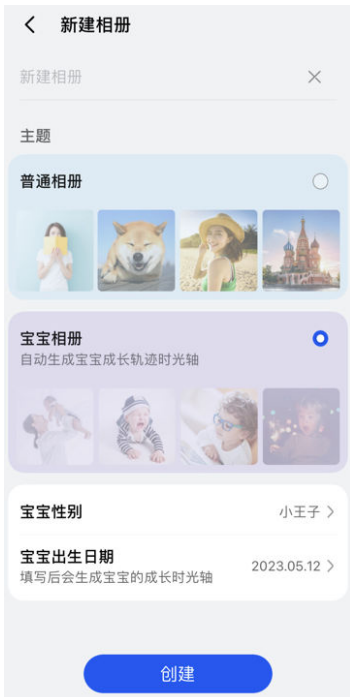 新建相册
新建相册
主题
普通相册
宝宝相册
自动生成宝宝成长轨迹时光轴
宝宝性别
小王子
宝宝出生日期
填写后会生成宝宝的成长时光轴
2023.05.12
创建